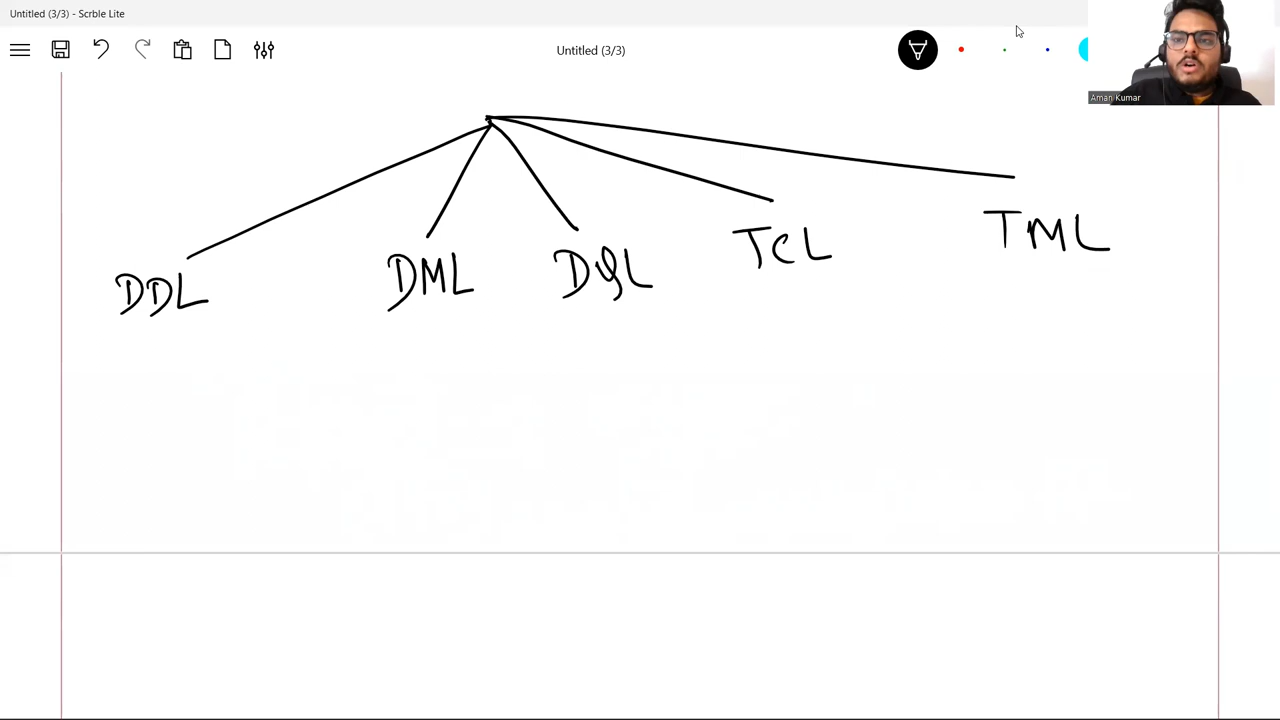 Untitled (3/3) - Scrble Lite
Untitled (3/3)
Aman Kumar
DDL DML DQL TCL TML